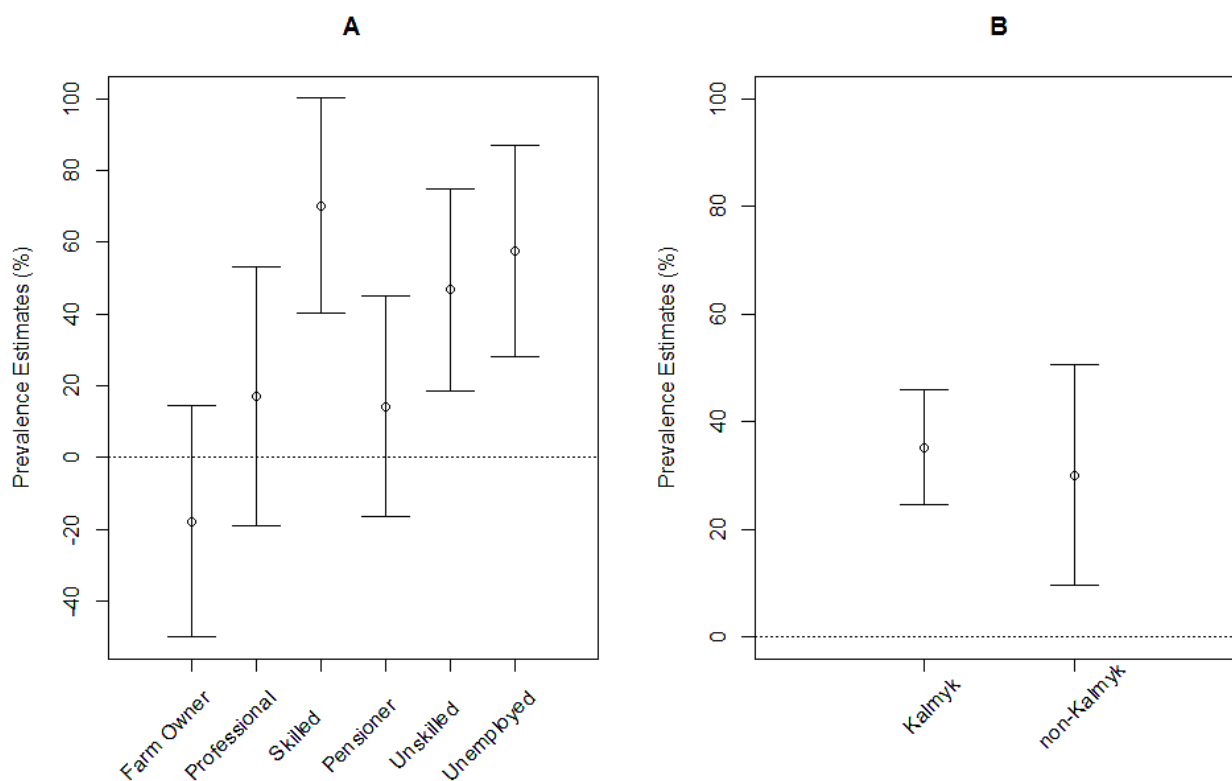 A
Prevalence Estimates (%)
100
80
60
40
20
0
-20
-40
Farm Owner
Professional
Skilled
Pensioner
Unskilled
Unemployed
B
Prevalence Estimates (%)
100
80
60
40
20
0
Kalmyk
non-Kalmyk